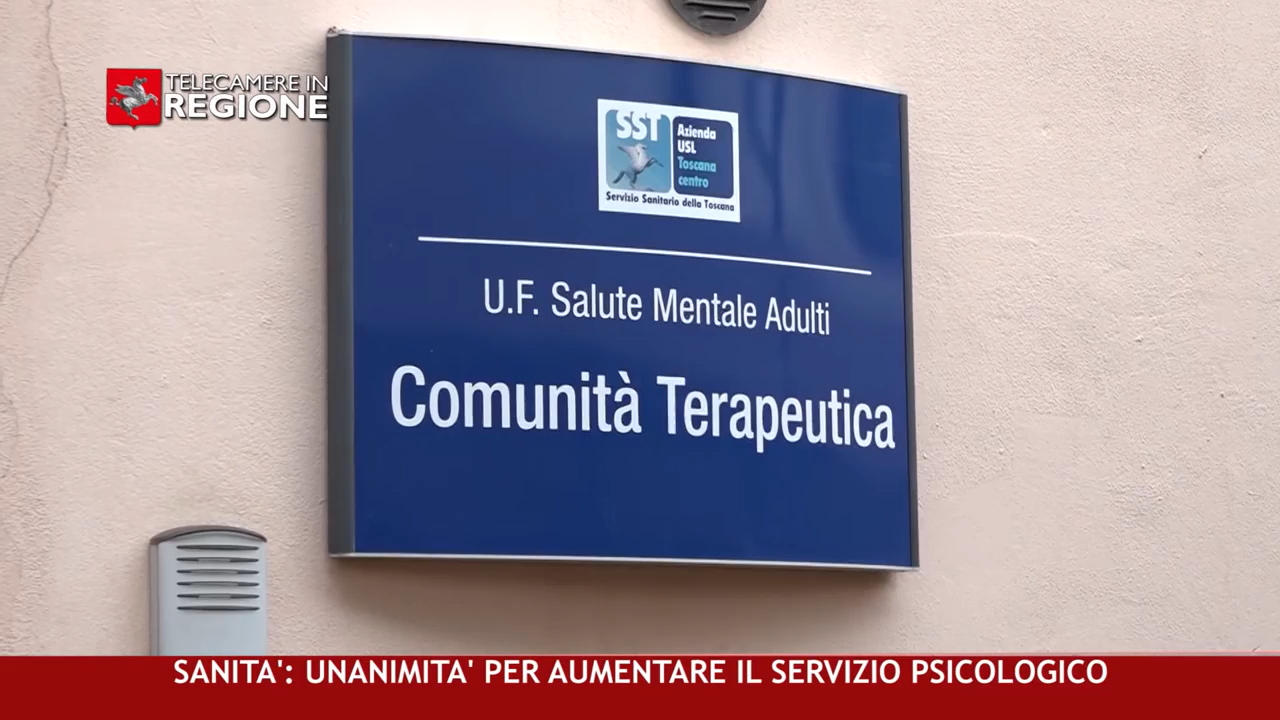 TELECAMERE IN
REGIONE
SST
Azienda
USL
Toscana
centro
Servizio Sanitario della Toscana
U.F. Salute Mentale Adulti
Comunità Terapeutica
SANITA': UNANIMITA' PER AUMENTARE IL SERVIZIO PSICOLOGICO